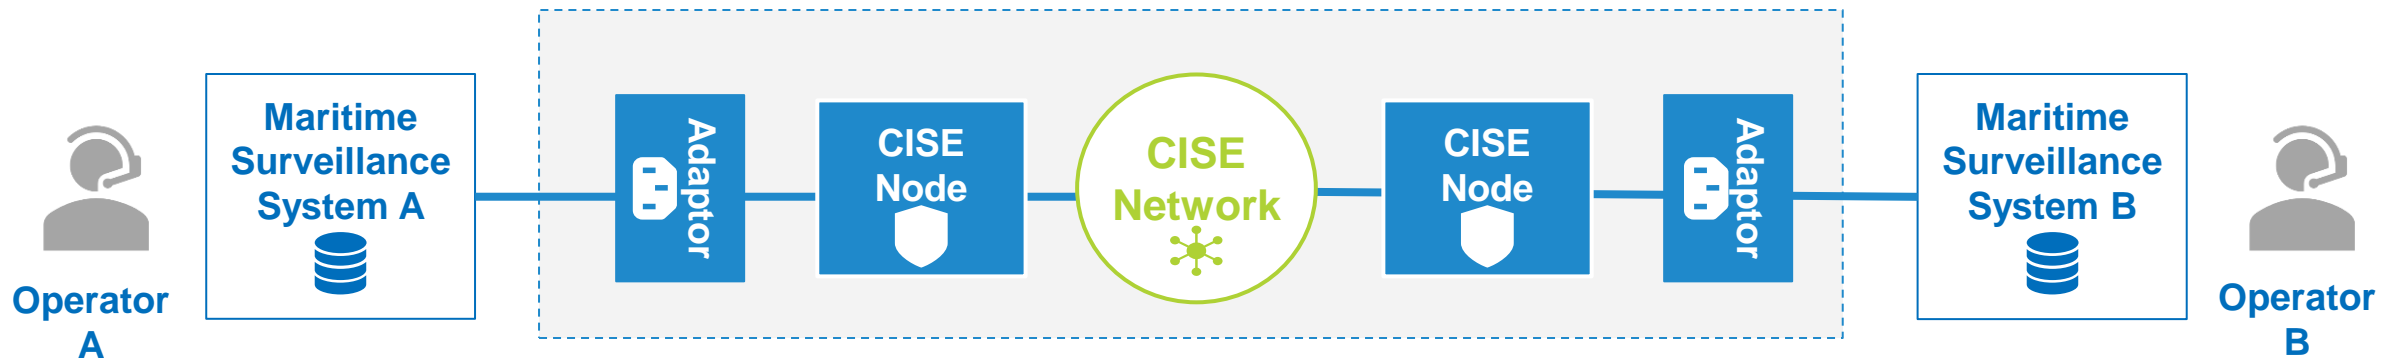 Operator
A
Maritime
Surveillance
System A
Adaptor
CISE
Node
CISE
Network
CISE
Node
Adaptor
Maritime
Surveillance
System B
Operator
B